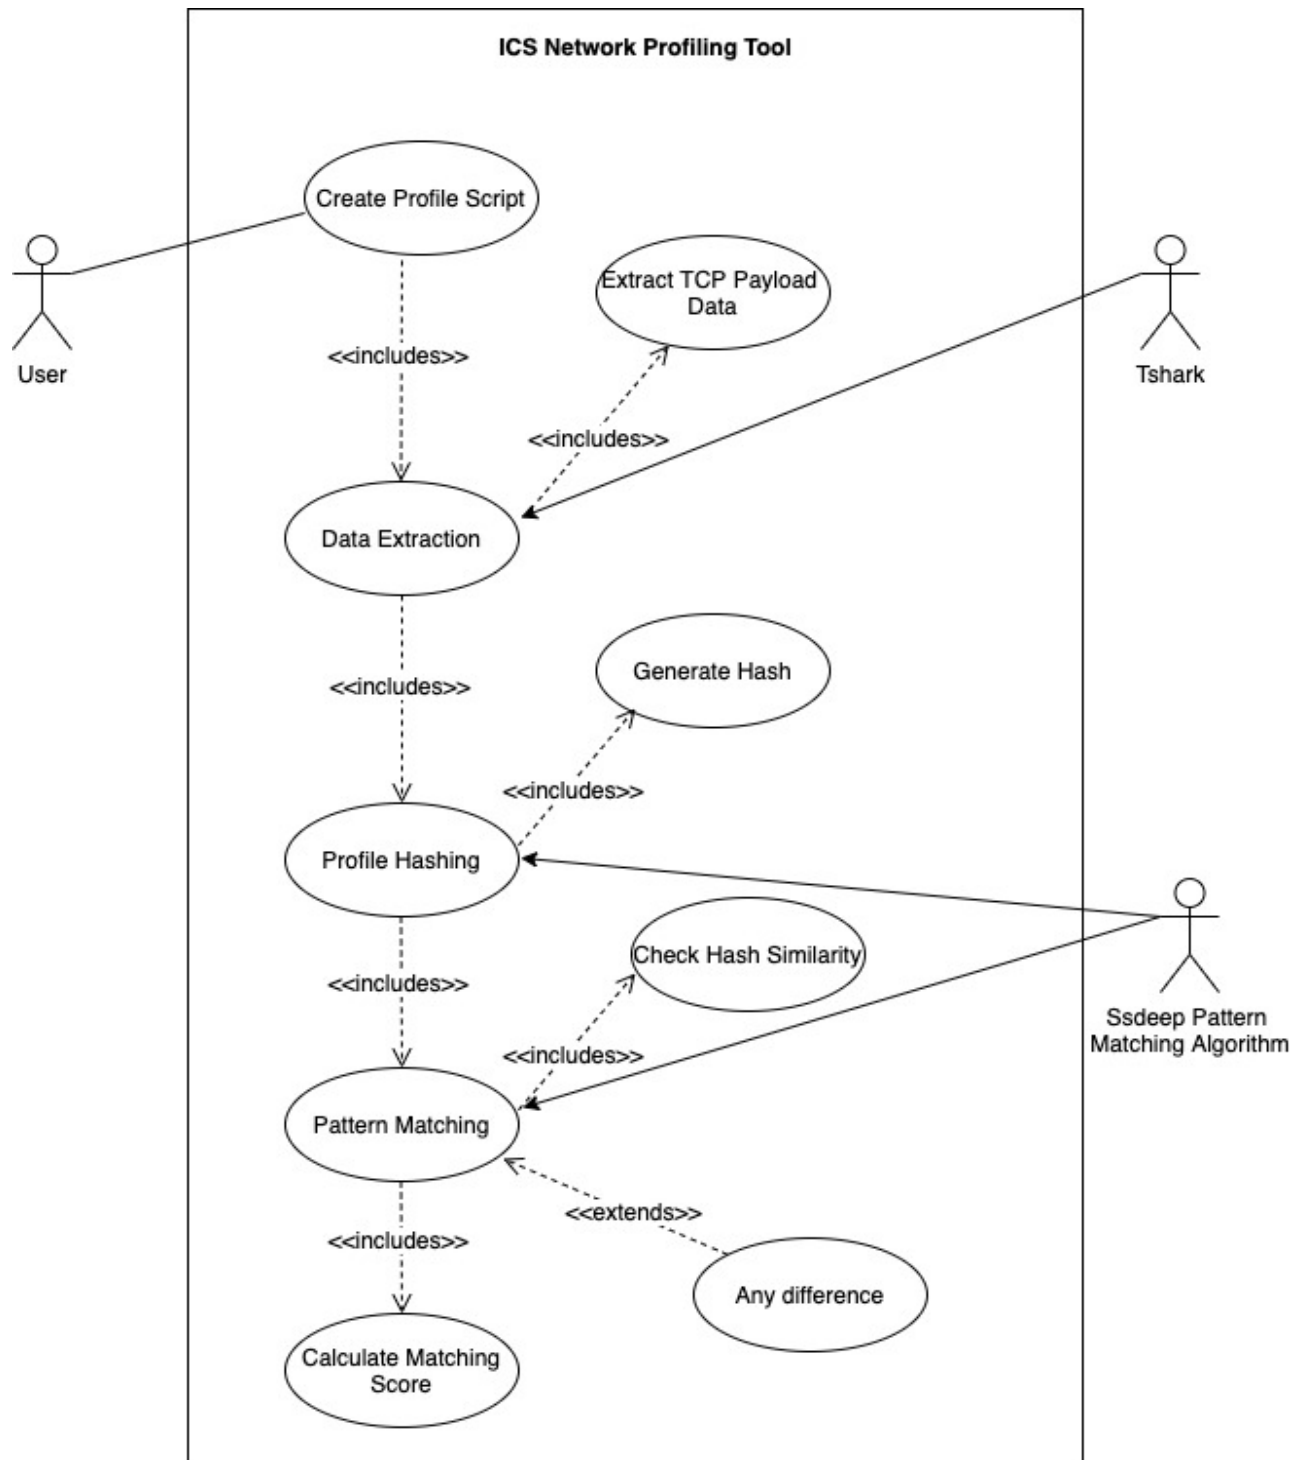 ICS Network Profiling Tool
Create Profile Script
Extract TCP Payload
Data
<<includes>>
User
Tshark
<<includes>>
Data Extraction
Generate Hash
<<includes>>
<<includes>>
Profile Hashing
Check Hash Similarity
<<includes>>
Ssdeep Pattern
Matching Algorithm
<<includes>>
Pattern Matching
<<extends>>
<<includes>>
Any difference
Calculate Matching
Score